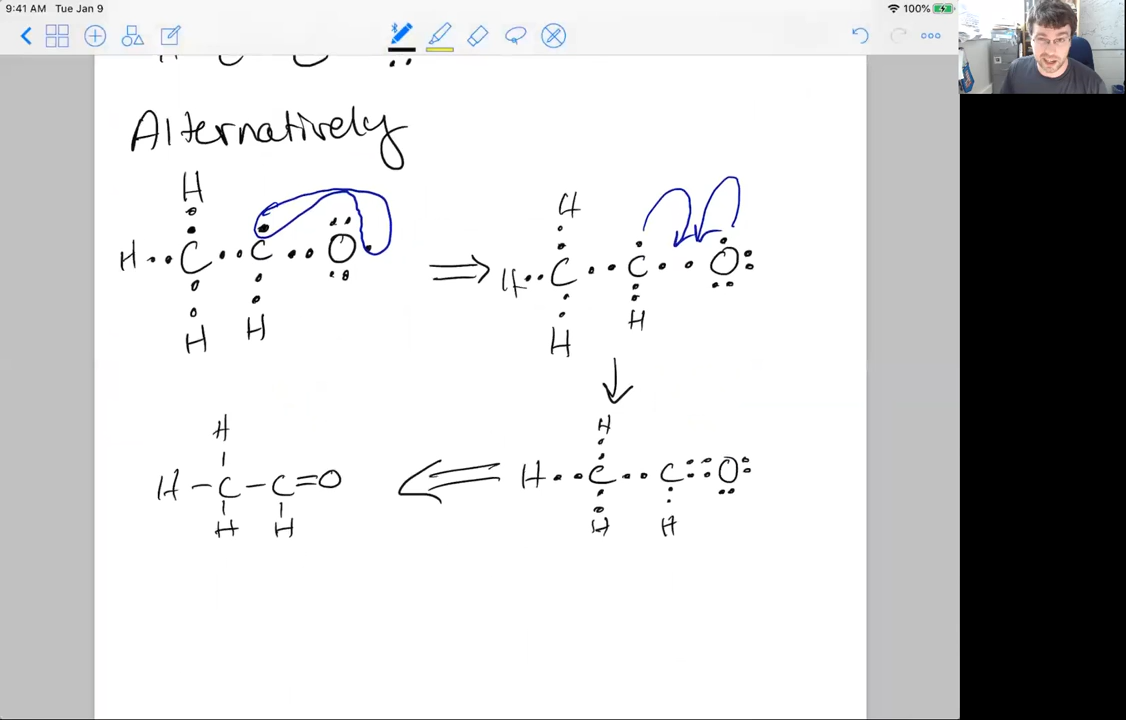 9:41 AM Tue Jan 9
100%
Alternatively
H
H··C··C··O
H
H
H
H··C··C··O
H
H
H
H–C–C=O
H
H··C··C::O
H H
H H